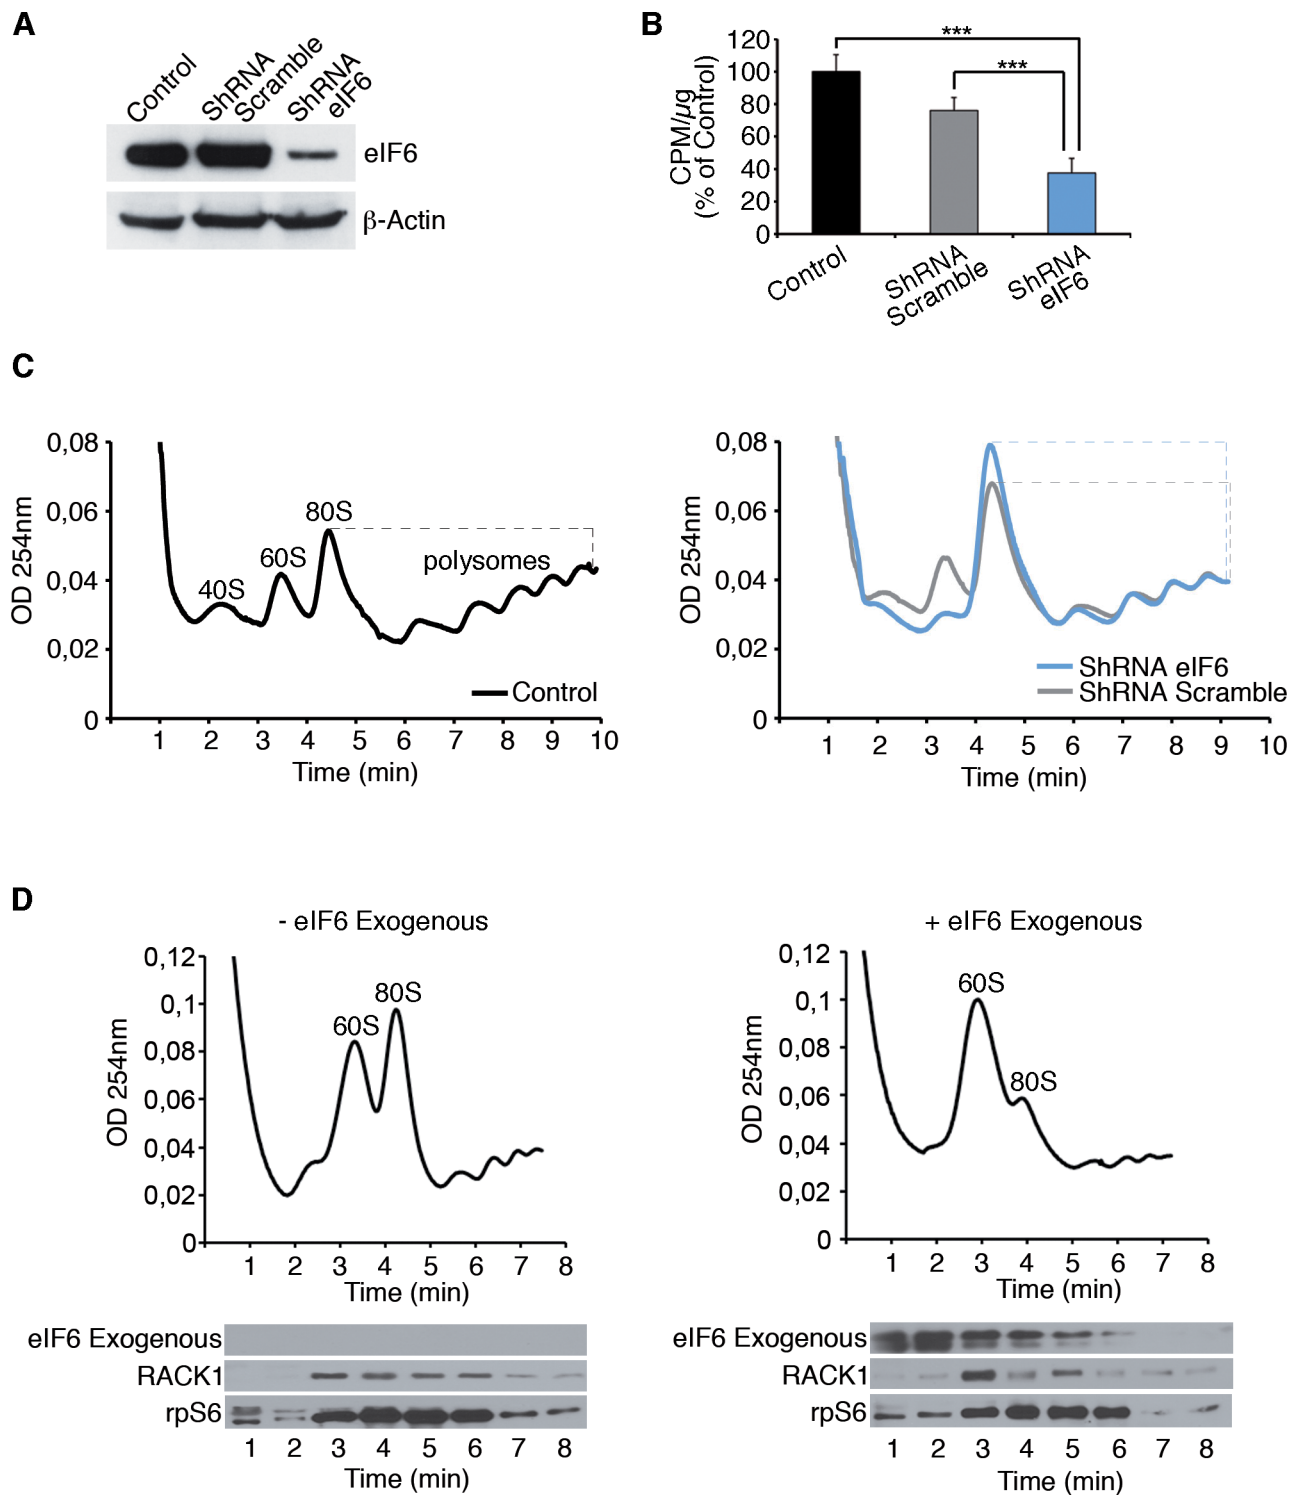 A
Control
ShRNA
Scramble
ShRNA
eIF6
eIF6
β-Actin
B
CPM/µg
(% of Control)
120
100
80
60
40
20
0
***
***
Control
ShRNA
Scramble
ShRNA
eIF6
C
OD 254nm
0,08
0,06
0,04
0,02
0
40S
60S
80S
polysomes
Control
1 2 3 4 5 6 7 8 9 10
Time (min)
OD 254nm
0,08
0,06
0,04
0,02
0
ShRNA eIF6
ShRNA Scramble
1 2 3 4 5 6 7 8 9 10
Time (min)
D
- eIF6 Exogenous
OD 254nm
0,12
0,1
0,08
0,06
0,04
0,02
0
60S
80S
1 2 3 4 5 6 7 8
Time (min)
eIF6 Exogenous
RACK1
rpS6
1 2 3 4 5 6 7 8
Time (min)
+ eIF6 Exogenous
OD 254nm
0,12
0,1
0,08
0,06
0,04
0,02
0
60S
80S
1 2 3 4 5 6 7 8
Time (min)
eIF6 Exogenous
RACK1
rpS6
1 2 3 4 5 6 7 8
Time (min)